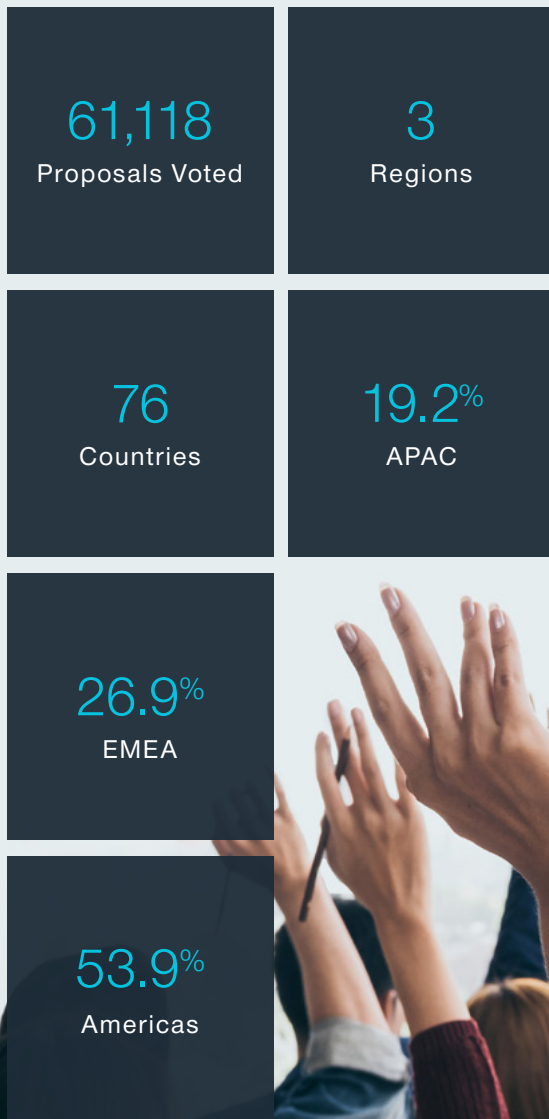 61,118
Proposals Voted
3
Regions
76
Countries
19.2%
APAC
26.9%
EMEA
53.9%
Americas